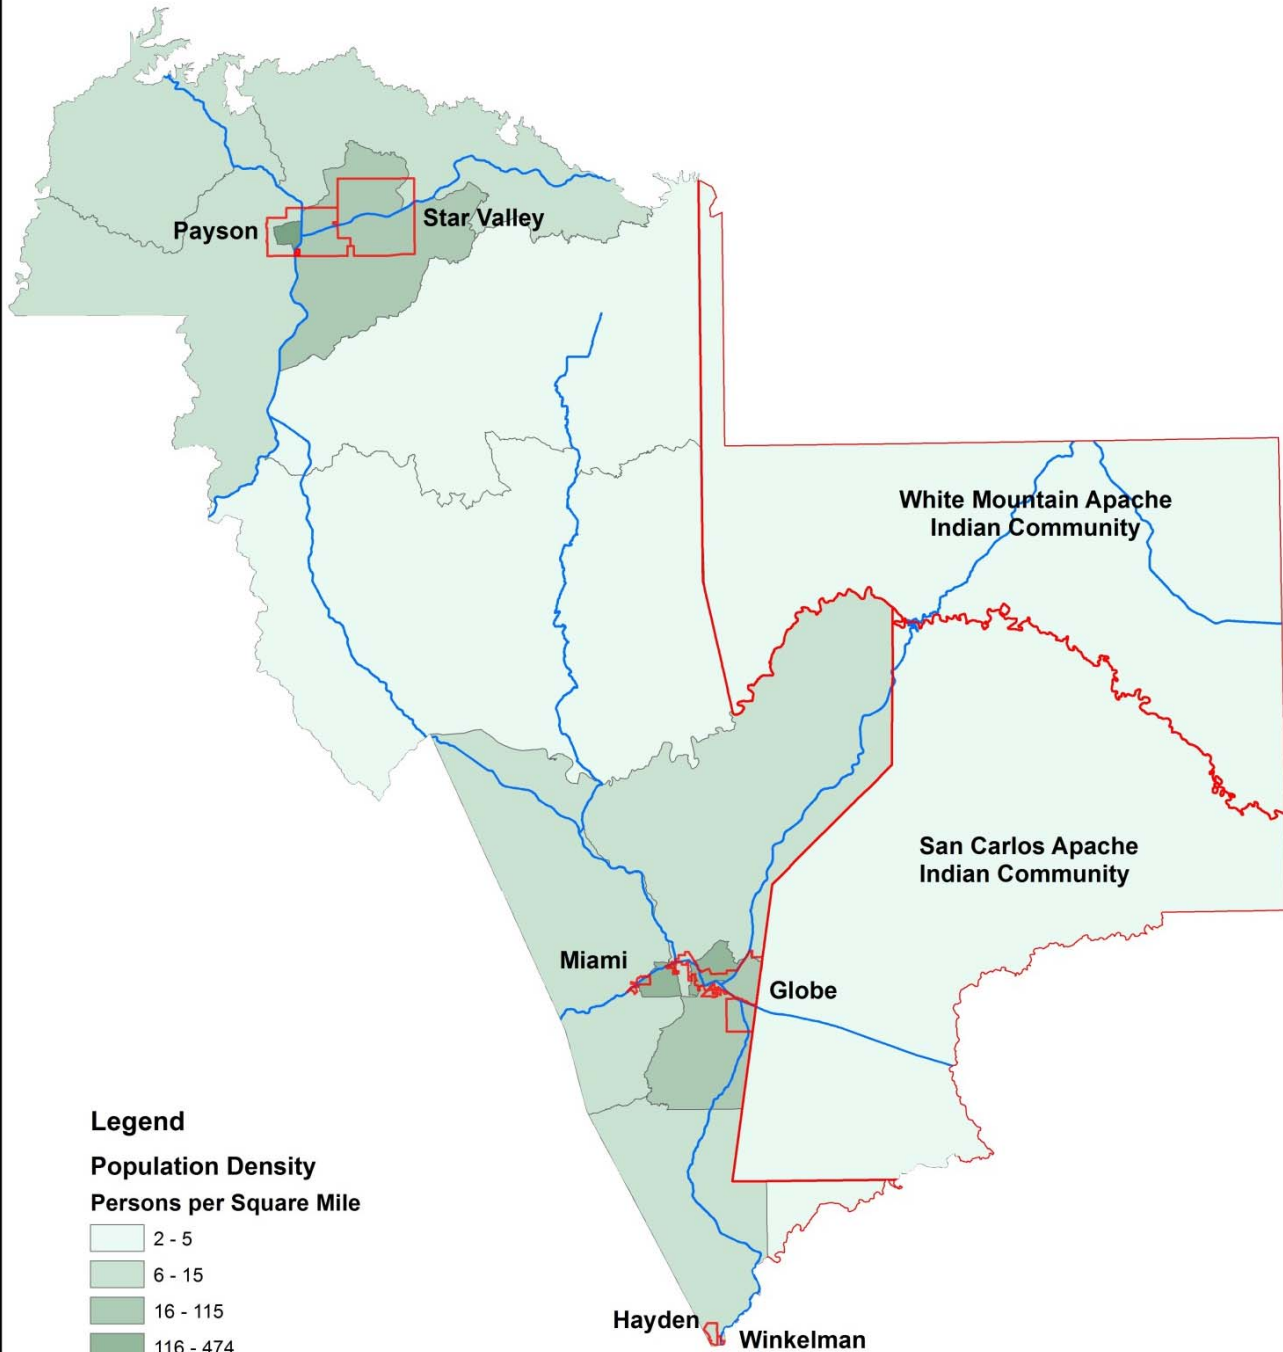 Payson
Star Valley
White Mountain Apache
Indian Community
San Carlos Apache
Indian Community
Miami
Globe
Legend
Population Density
Persons per Square Mile
2 - 5
6 - 15
16 - 115
116 - 474
Hayden
Winkelman